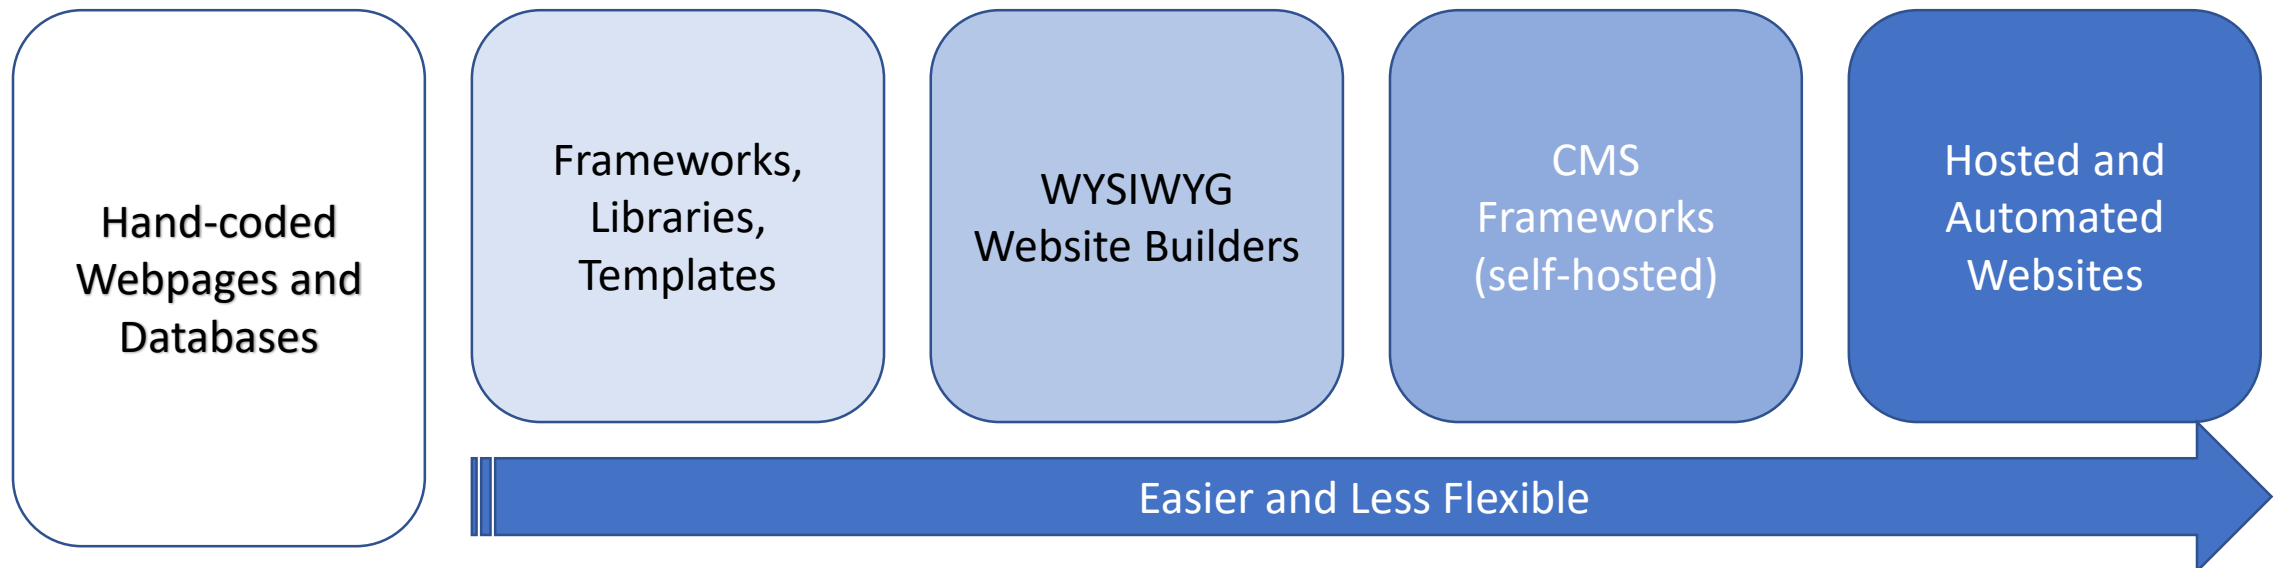 Hand-coded
Webpages and
Databases
Frameworks,
Libraries,
Templates
WYSIWYG
Website Builders
CMS
Frameworks
(self-hosted)
Hosted and
Automated
Websites
Easier and Less Flexible